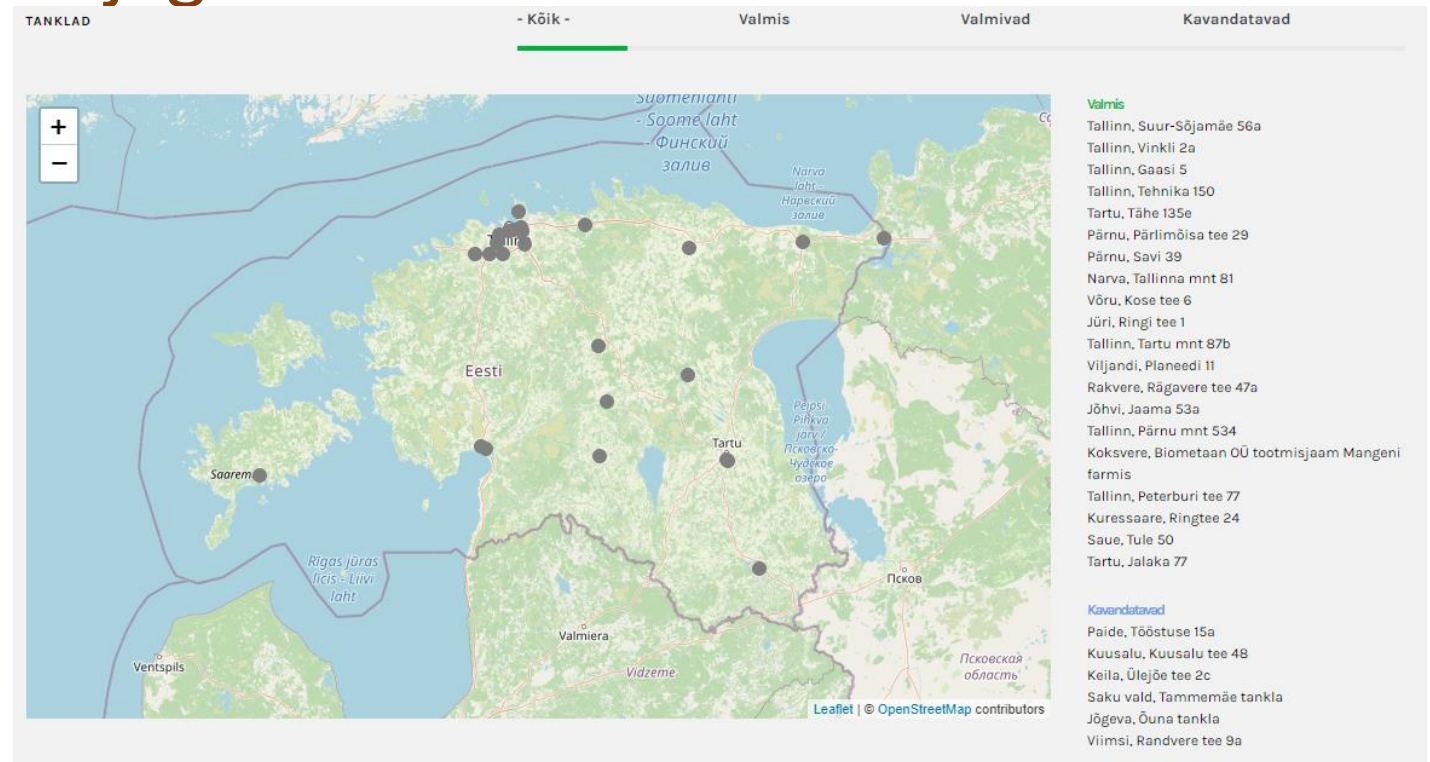 TANKLAD
- Kõik -
Valmis
Valmivad
Kavandatavad
+
−
Suomenlahti
- Soome laht
- Финский
залив
Narva
laht -
Нарвский
залив
Eesti
Peipsi-
Pihkva
järv /
Псковско-
Чудское
озеро
Tartu
Rīgas jūras
līcis - Liivi
laht
Псков
Valmiera
Ventspils
Vidzeme
Псковская
область
Leaflet | © OpenStreetMap contributors
Valmis
Tallinn, Suur-Sõjamäe 56a
Tallinn, Vinkli 2a
Tallinn, Gaasi 5
Tallinn, Tehnika 150
Tartu, Tähe 135e
Pärnu, Pärlimõisa tee 29
Pärnu, Savi 39
Narva, Tallinna mnt 81
Võru, Kose tee 6
Jüri, Ringi tee 1
Tallinn, Tartu mnt 87b
Viljandi, Planeedi 11
Rakvere, Rägavere tee 47a
Jõhvi, Jaama 53a
Tallinn, Pärnu mnt 534
Koksvere, Biometaan OÜ tootmisjaam Mangeni
farmis
Tallinn, Peterburi tee 77
Kuressaare, Ringtee 24
Saue, Tule 50
Tartu, Jalaka 77
Kavandatavad
Paide, Tööstuse 15a
Kuusalu, Kuusalu tee 48
Keila, Ülejõe tee 2c
Saku vald, Tammemäe tankla
Jõgeva, Õuna tankla
Viimsi, Randvere tee 9a